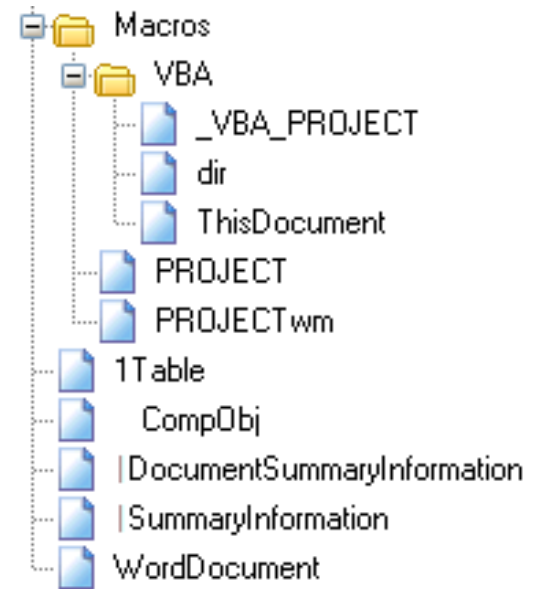 Macros
VBA
_VBA_PROJECT
dir
ThisDocument
PROJECT
PROJECTwm
1Table
CompObj
|DocumentSummaryInformation
|SummaryInformation
WordDocument